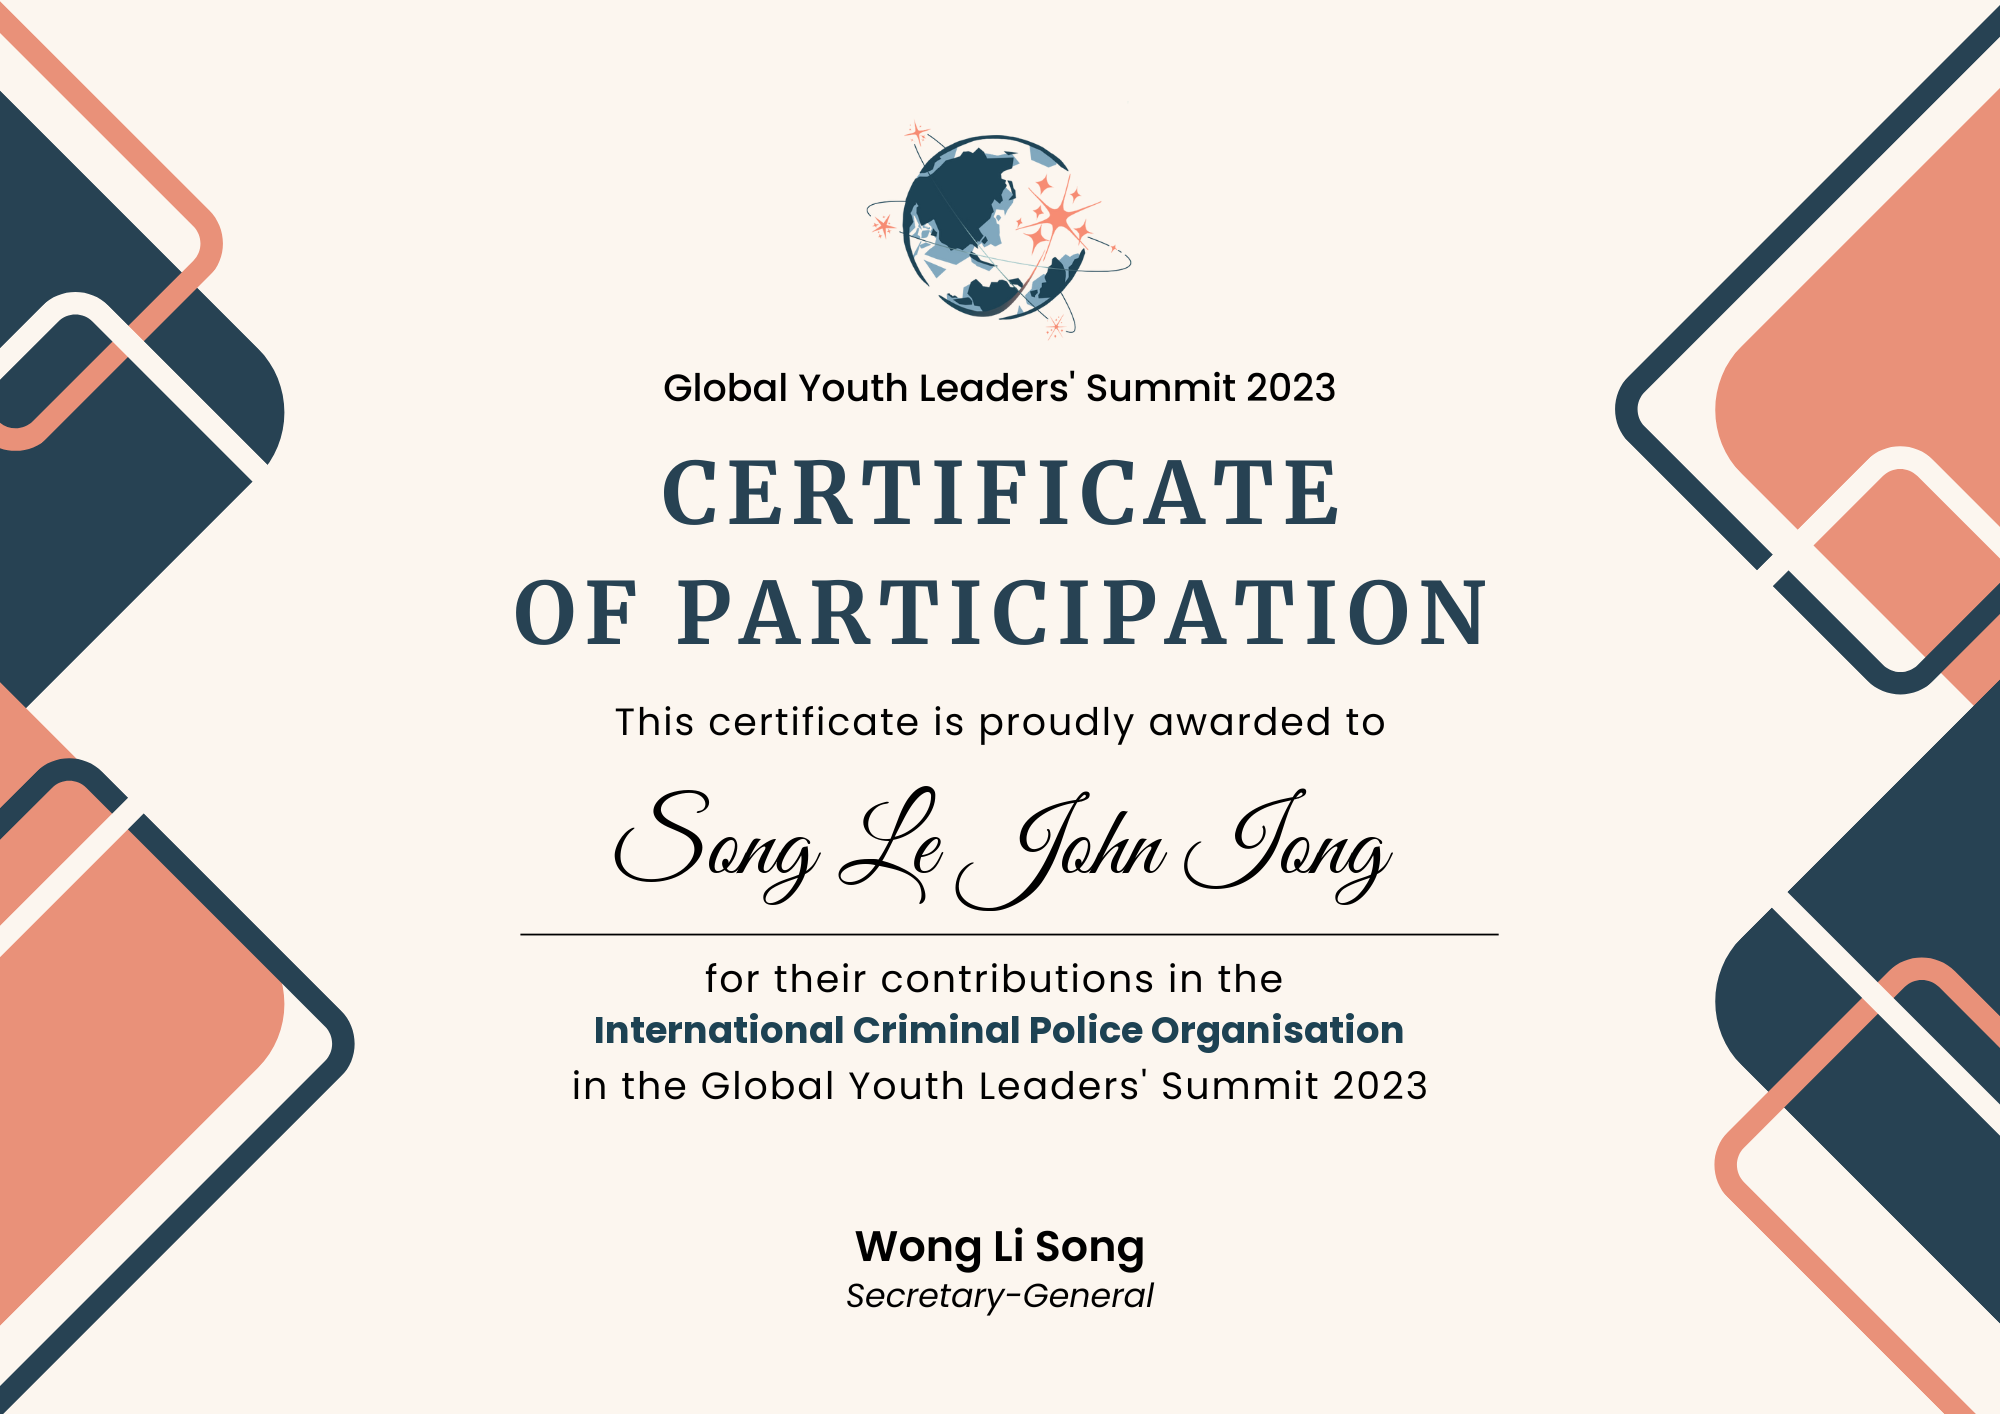 Global Youth Leaders' Summit 2023
CERTIFICATE
OF PARTICIPATION
This certificate is proudly awarded to
Song Le John Iong
for their contributions in the
International Criminal Police Organisation
in the Global Youth Leaders' Summit 2023
Wong Li Song
Secretary-General